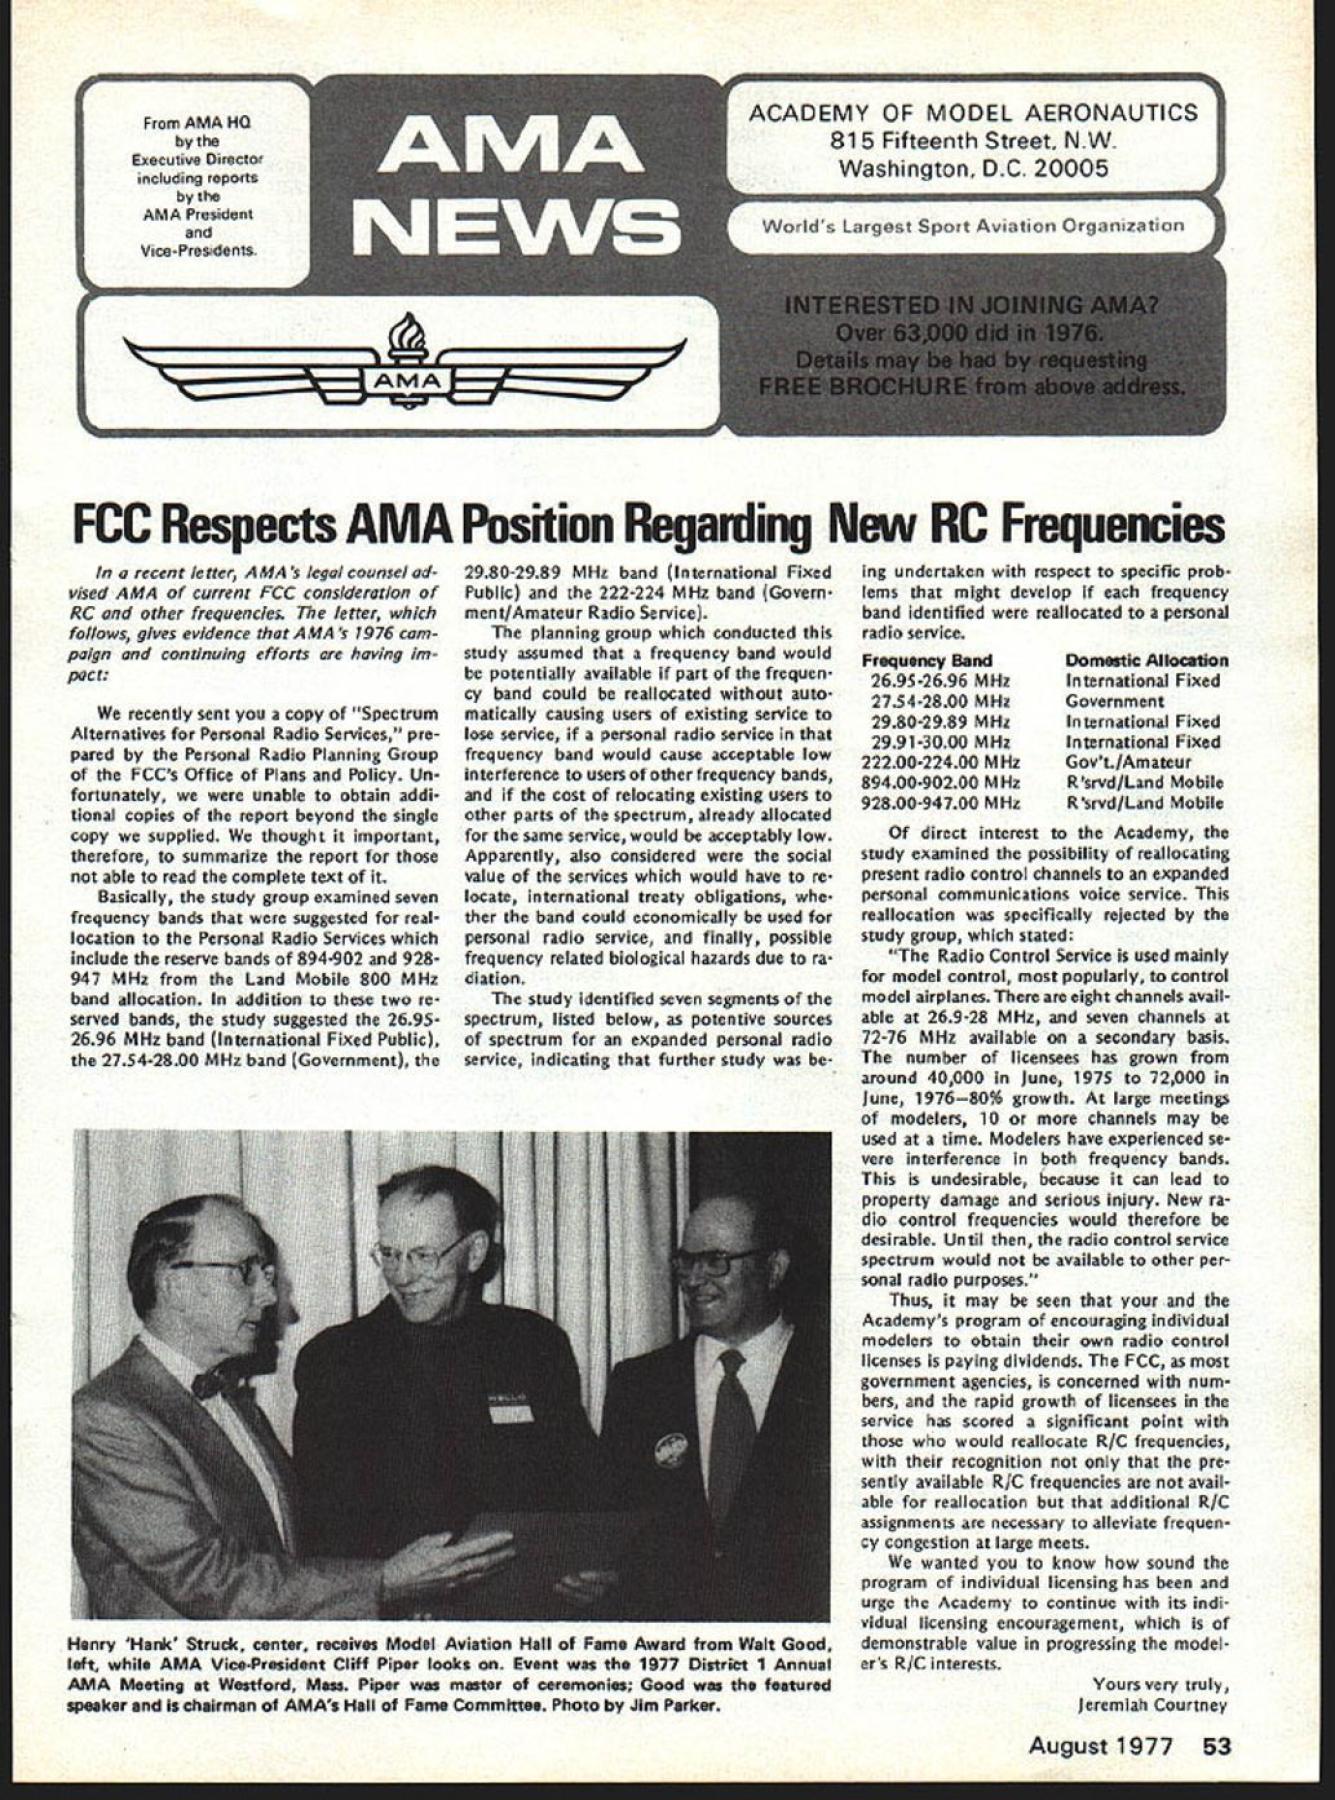 From AMA HQ
by the
Executive Director
including reports
by the
AMA President
and
Vice-Presidents.
AMA
NEWS
ACADEMY OF MODEL AERONAUTICS
815 Fifteenth Street, N.W.
Washington, D.C. 20005
World's Largest Sport Aviation Organization
INTERESTED IN JOINING AMA?
Over 63,000 did in 1976.
Details may be had by requesting
FREE BROCHURE from above address.
AMA
FCC Respects AMA Position Regarding New RC Frequencies
In a recent letter, AMA's legal counsel ad-
vised AMA of current FCC consideration of
RC and other frequencies. The letter, which
follows, gives evidence that AMA's 1976 cam-
paign and continuing efforts are having im-
pact:
We recently sent you a copy of "Spectrum
Alternatives for Personal Radio Services," pre-
pared by the Personal Radio Planning Group
of the FCC's Office of Plans and Policy. Un-
fortunately, we were unable to obtain addi-
tional copies of the report beyond the single
copy we supplied. We thought it important,
therefore, to summarize the report for those
not able to read the complete text of it.
Basically, the study group examined seven
frequency bands that were suggested for real-
location to the Personal Radio Services which
include the reserve bands of 894-902 and 928-
947 MHz from the Land Mobile 800 MHz
band allocation. In addition to these two re-
served bands, the study suggested the 26.95-
26.96 MHz band (International Fixed Public),
the 27.54-28.00 MHz band (Government), the
29.80-29.89 MHz band (International Fixed
Public) and the 222-224 MHz band (Govern-
ment/Amateur Radio Service).
The planning group which conducted this
study assumed that a frequency band would
be potentially available if part of the frequen-
cy band could be reallocated without auto-
matically causing users of existing service to
lose service, if a personal radio service in that
frequency band would cause acceptable low
interference to users of other frequency bands,
and if the cost of relocating existing users to
other parts of the spectrum, already allocated
for the same service, would be acceptably low.
Apparently, also considered were the social
value of the services which would have to re-
locate, international treaty obligations, whe-
ther the band could economically be used for
personal radio service, and finally, possible
frequency related biological hazards due to ra-
diation.
The study identified seven segments of the
spectrum, listed below, as potentive sources
of spectrum for an expanded personal radio
service, indicating that further study was be-
ing undertaken with respect to specific prob-
lems that might develop if each frequency
band identified were reallocated to a personal
radio service.
Frequency Band Domestic Allocation
26.95-26.96 MHz International Fixed
27.54-28.00 MHz Government
29.80-29.89 MHz International Fixed
29.91-30.00 MHz International Fixed
222.00-224.00 MHz Gov't./Amateur
894.00-902.00 MHz R'srvd/Land Mobile
928.00-947.00 MHz R'srvd/Land Mobile
Of direct interest to the Academy, the
study examined the possibility of reallocating
present radio control channels to an expanded
personal communications voice service. This
reallocation was specifically rejected by the
study group, which stated:
"The Radio Control Service is used mainly
for model control, most popularly, to control
model airplanes. There are eight channels avail-
able at 26.9-28 MHz, and seven channels at
72-76 MHz available on a secondary basis.
The number of licensees has grown from
around 40,000 in June, 1975 to 72,000 in
June, 1976—80% growth. At large meetings
of modelers, 10 or more channels may be
used at a time. Modelers have experienced se-
vere interference in both frequency bands.
This is undesirable, because it can lead to
property damage and serious injury. New ra-
dio control frequencies would therefore be
desirable. Until then, the radio control service
spectrum would not be available to other per-
sonal radio purposes."
Thus, it may be seen that your and the
Academy's program of encouraging individual
modelers to obtain their own radio control
licenses is paying dividends. The FCC, as most
government agencies, is concerned with num-
bers, and the rapid growth of licensees in the
service has scored a significant point with
those who would reallocate R/C frequencies,
with their recognition not only that the pre-
sently available R/C frequencies are not avail-
able for reallocation but that additional R/C
assignments are necessary to alleviate frequen-
cy congestion at large meets.
We wanted you to know how sound the
program of individual licensing has been and
urge the Academy to continue with its indi-
vidual licensing encouragement, which is of
demonstrable value in progressing the model-
er's R/C interests.
Yours very truly,
Jeremiah Courtney
HELLO
Henry 'Hank' Struck, center, receives Model Aviation Hall of Fame Award from Walt Good,
left, while AMA Vice-President Cliff Piper looks on. Event was the 1977 District 1 Annual
AMA Meeting at Westford, Mass. Piper was master of ceremonies; Good was the featured
speaker and is chairman of AMA's Hall of Fame Committee. Photo by Jim Parker.
August 1977 53